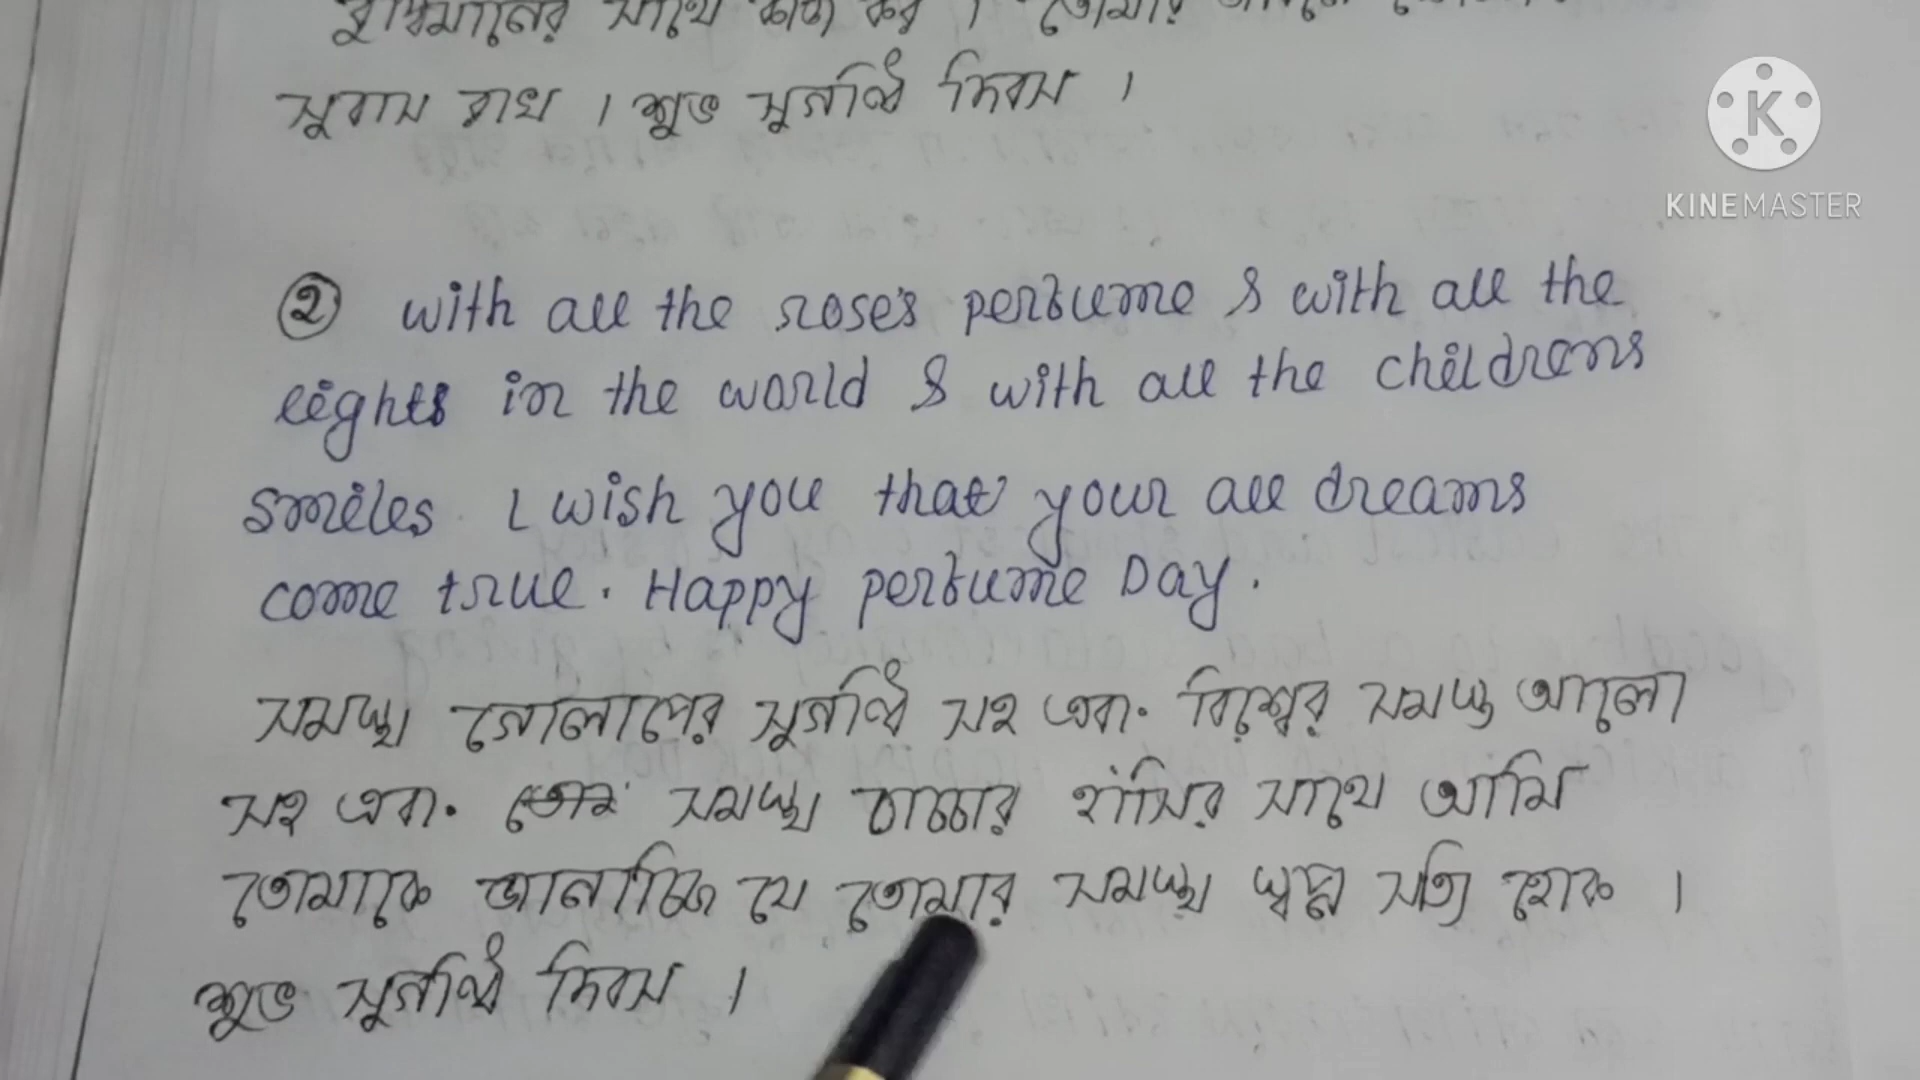 সুবাস রাখ । শুভ সুগন্ধি দিবস ।
K
KINEMASTER
② with all the rose's perfume & with all the
lights in the world & with all the childrens
smiles. I wish you that your all dreams
come true. Happy perfume Day.
সমস্ত গোলাপের সুগন্ধি সহ এবং বিশ্বের সমস্ত আলো
সহ এবং সমস্ত বাচ্চার হাঁসির সাথে আমি
তোমাকে জানাচ্ছি যে তোমার সমস্ত স্বপ্ন সত্যি হোক ।
শুভ সুগন্ধি দিবস ।